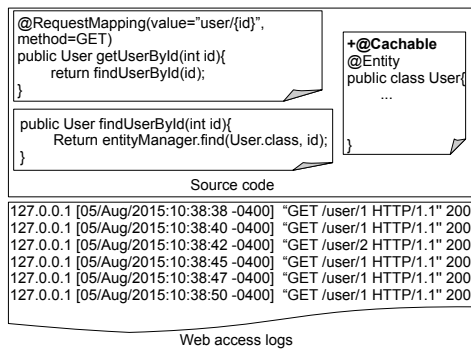 @RequestMapping(value="user/{id}",
method=GET)
public User getUserById(int id){
return findUserById(id);
}
+@Cachable
@Entity
public class User{
...
}
public User findUserById(int id){
Return entityManager.find(User.class, id);
}
Source code
127.0.0.1 [05/Aug/2015:10:38:38 -0400] “GET /user/1 HTTP/1.1" 200
127.0.0.1 [05/Aug/2015:10:38:40 -0400] “GET /user/1 HTTP/1.1" 200
127.0.0.1 [05/Aug/2015:10:38:42 -0400] “GET /user/2 HTTP/1.1" 200
127.0.0.1 [05/Aug/2015:10:38:45 -0400] “GET /user/1 HTTP/1.1" 200
127.0.0.1 [05/Aug/2015:10:38:47 -0400] “GET /user/1 HTTP/1.1" 200
127.0.0.1 [05/Aug/2015:10:38:50 -0400] “GET /user/1 HTTP/1.1" 200
Web access logs